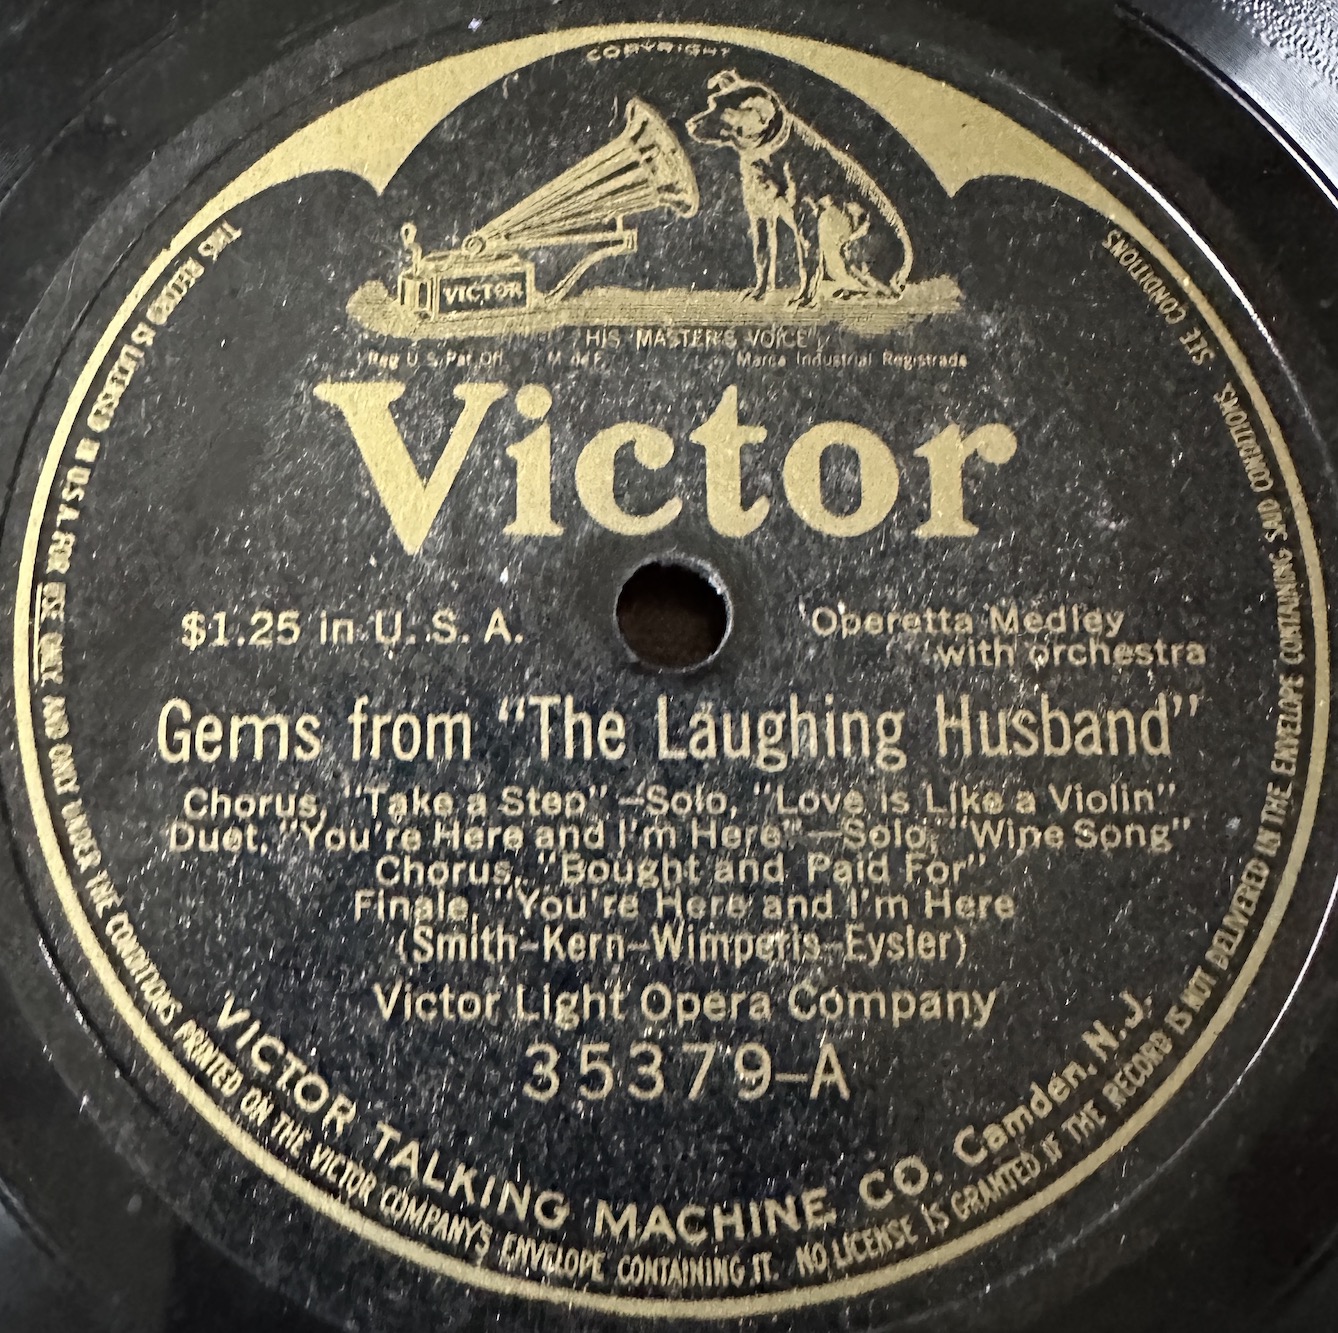 COPYRIGHT
VICTOR
"HIS MASTER'S VOICE"
Reg. U.S. Pat. Off. M. de F. Marca Industrial Registrada
Victor
$1.25 in U. S. A.
Operetta Medley
with orchestra
Gems from "The Laughing Husband"
Chorus, "Take a Step"—Solo, "Love is Like a Violin"
Duet, "You're Here and I'm Here"—Solo, "Wine Song"
Chorus, "Bought and Paid For"
Finale, "You're Here and I'm Here
(Smith-Kern-Wimperis-Eysler)
Victor Light Opera Company
35379-A
VICTOR TALKING MACHINE CO. Camden, N. J.
THIS RECORD IS LICENSED IN U.S.A. FOR USE ONLY, AND ONLY UNDER THE CONDITIONS PRINTED ON THE VICTOR COMPANY'S ENVELOPE CONTAINING IT. NO LICENSE IS GRANTED IF THE RECORD IS NOT DELIVERED IN THE ENVELOPE CONTAINING SAID CONDITIONS. SEE CONDITIONS.